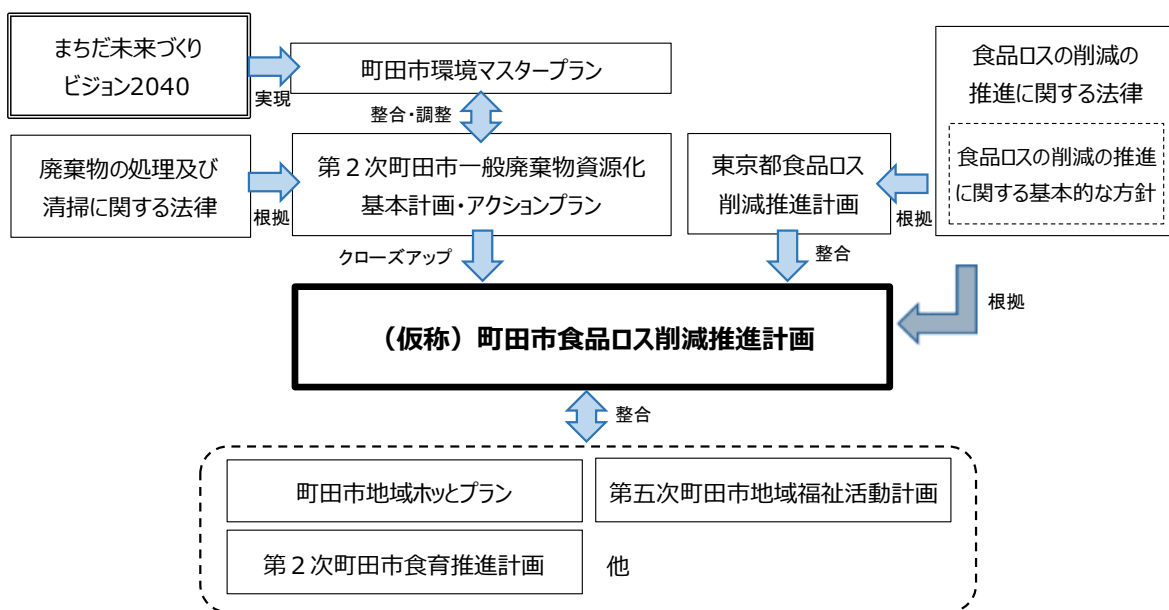 まちだ未来づくり
ビジョン2040
実現
町田市環境マスタープラン
整合・調整
廃棄物の処理及び
清掃に関する法律
根拠
第２次町田市一般廃棄物資源化
基本計画・アクションプラン
クローズアップ
東京都食品ロス
削減推進計画
整合
根拠
食品ロスの削減の
推進に関する法律
食品ロスの削減の推進
に関する基本的な方針
根拠
（仮称）町田市食品ロス削減推進計画
整合
町田市地域ホッとプラン
第五次町田市地域福祉活動計画
第２次町田市食育推進計画
他